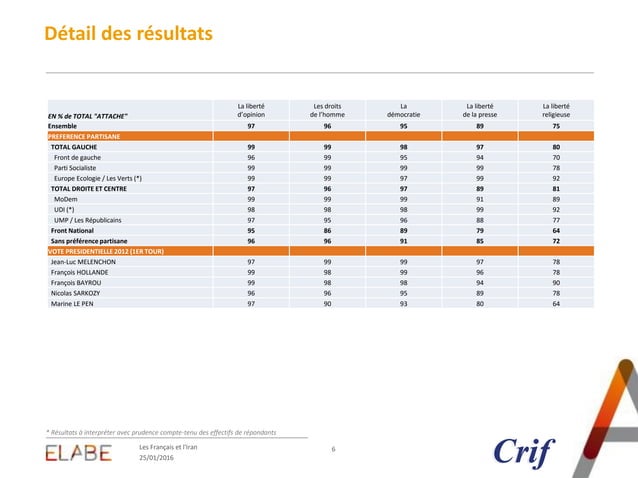 Détail des résultats
EN % de TOTAL "ATTACHE" La liberté d'opinion Les droits de l'homme La démocratie La liberté de la presse La liberté religieuse
Ensemble 97 96 95 89 75
PREFERENCE PARTISANE
TOTAL GAUCHE 99 99 98 97 80
Front de gauche 96 99 95 94 70
Parti Socialiste 99 99 99 99 78
Europe Ecologie / Les Verts (*) 99 99 97 99 92
TOTAL DROITE ET CENTRE 97 96 97 89 81
MoDem 99 99 99 91 89
UDI (*) 98 98 98 99 92
UMP / Les Républicains 97 95 96 88 77
Front National 95 86 89 79 64
Sans préférence partisane 96 96 91 85 72
VOTE PRESIDENTIELLE 2012 (1ER TOUR)
Jean-Luc MELENCHON 97 99 99 97 78
François HOLLANDE 99 98 99 96 78
François BAYROU 99 98 98 94 90
Nicolas SARKOZY 96 96 95 89 78
Marine LE PEN 97 90 93 80 64
* Résultats à interpréter avec prudence compte-tenu des effectifs de répondants
ELABE
Les Français et l'Iran
25/01/2016
6
Crif